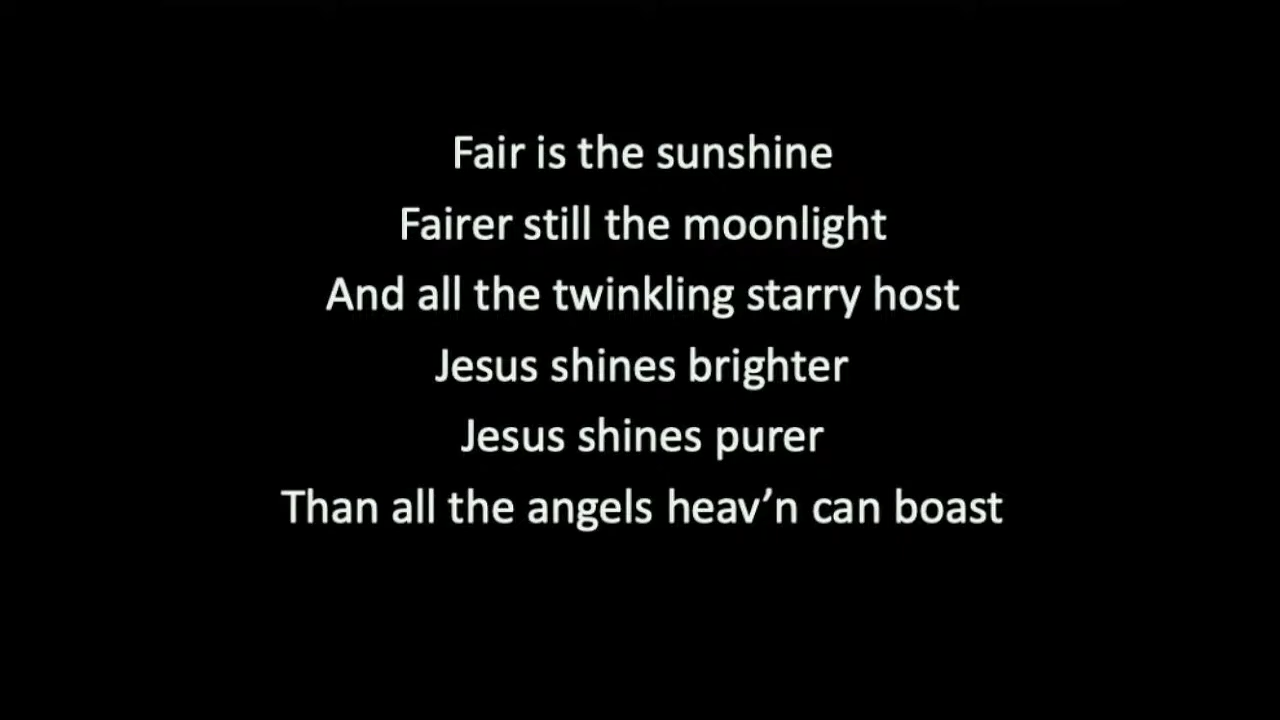 Fair is the sunshine
Fairer still the moonlight
And all the twinkling starry host
Jesus shines brighter
Jesus shines purer
Than all the angels heav’n can boast